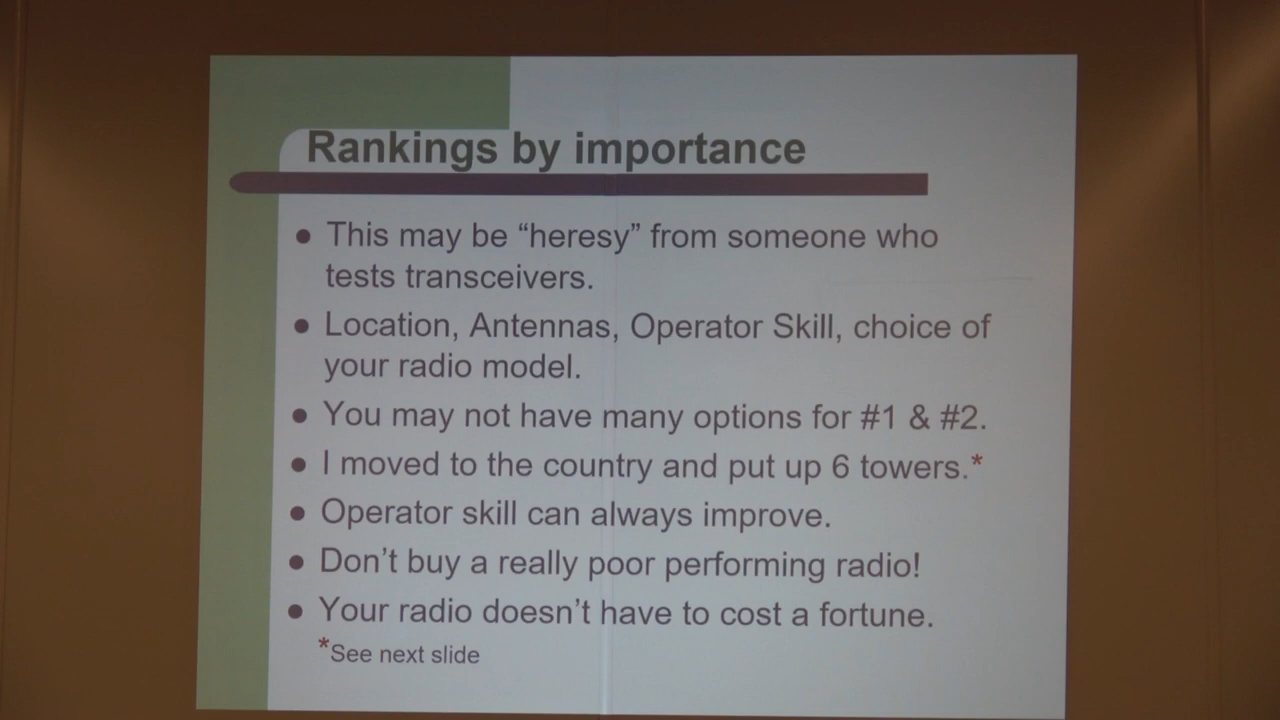 Rankings by importance
● This may be “heresy” from someone who
tests transceivers.
● Location, Antennas, Operator Skill, choice of
your radio model.
● You may not have many options for #1 & #2.
● I moved to the country and put up 6 towers.*
● Operator skill can always improve.
● Don’t buy a really poor performing radio!
● Your radio doesn’t have to cost a fortune.
*See next slide